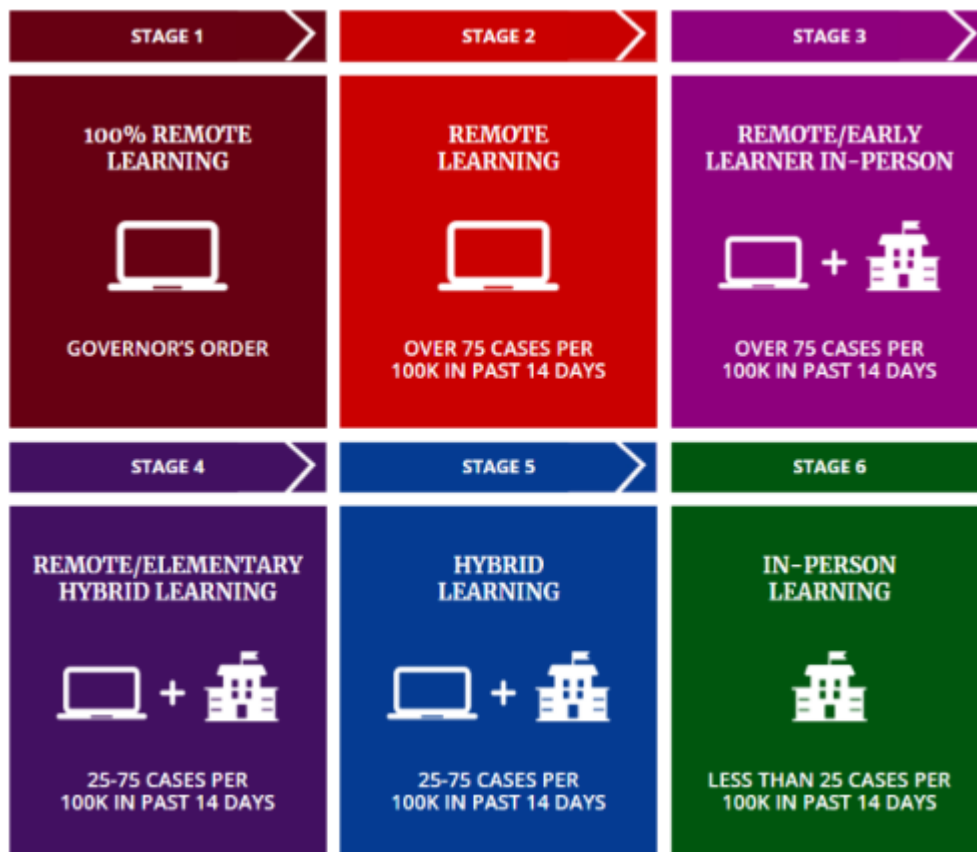 STAGE 1
STAGE 2
STAGE 3
100% REMOTE
LEARNING
GOVERNOR'S ORDER
REMOTE
LEARNING
OVER 75 CASES PER
100K IN PAST 14 DAYS
REMOTE/EARLY
LEARNER IN-PERSON
OVER 75 CASES PER
100K IN PAST 14 DAYS
STAGE 4
STAGE 5
STAGE 6
REMOTE/ELEMENTARY
HYBRID LEARNING
25-75 CASES PER
100K IN PAST 14 DAYS
HYBRID
LEARNING
25-75 CASES PER
100K IN PAST 14 DAYS
IN-PERSON
LEARNING
LESS THAN 25 CASES PER
100K IN PAST 14 DAYS